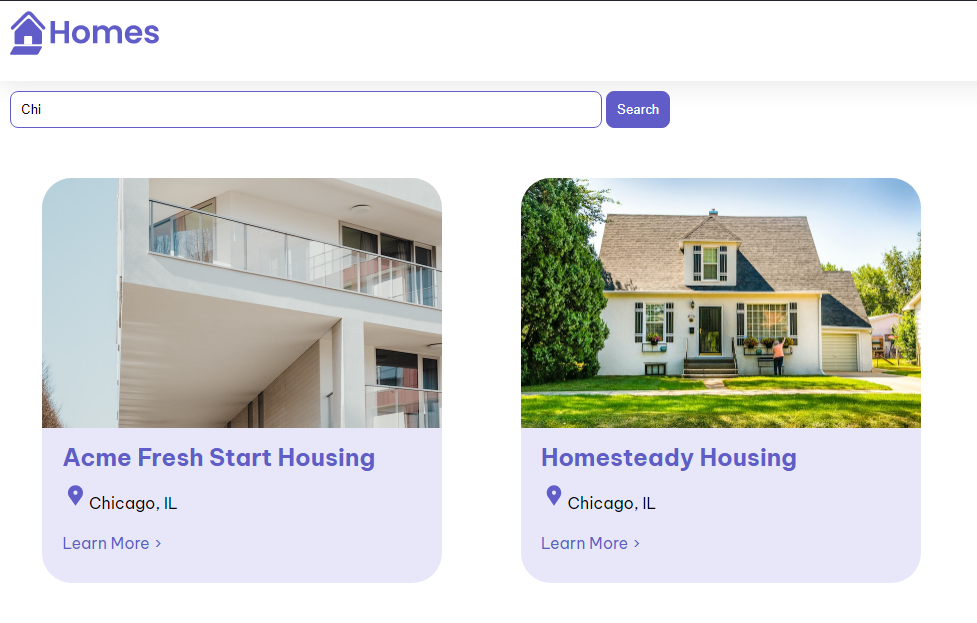 Homes
Chi
Search
Acme Fresh Start Housing
Chicago, IL
Learn More >
Homesteady Housing
Chicago, IL
Learn More >